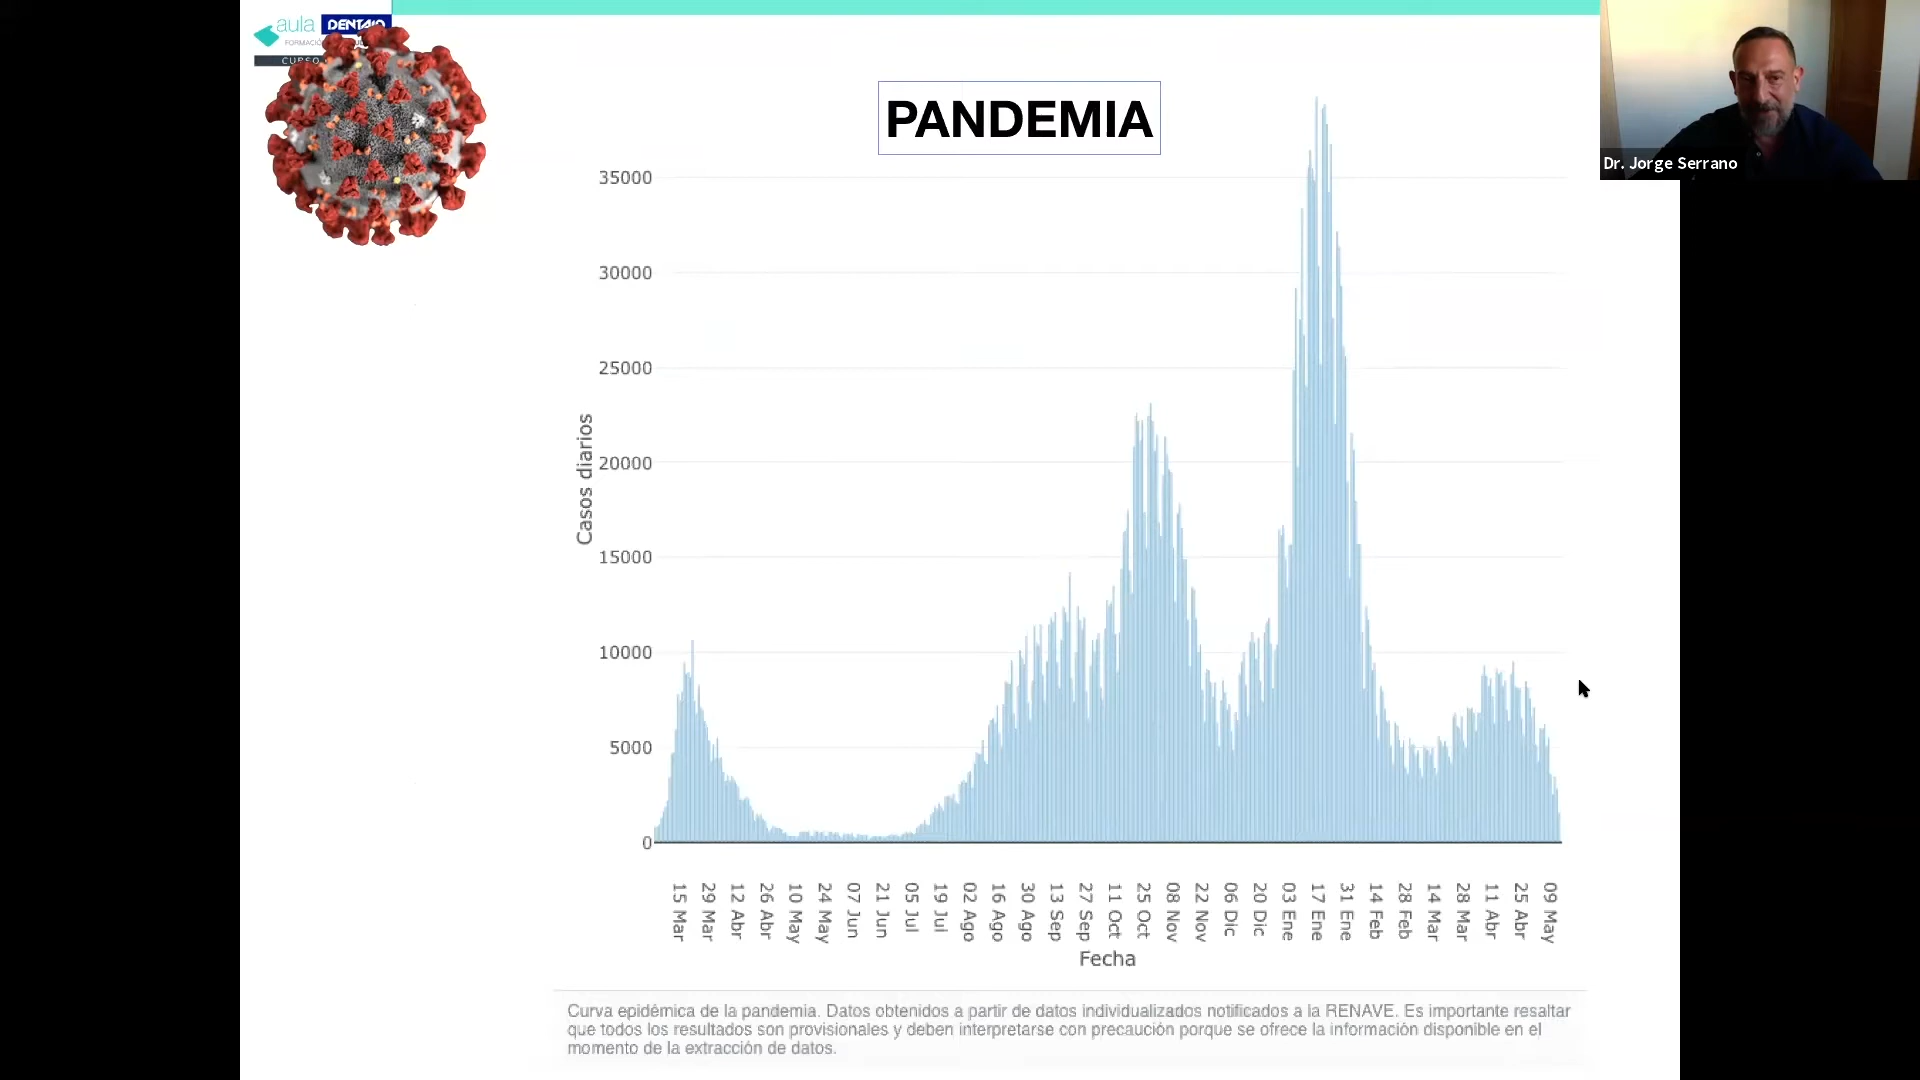 aula DENTAID
FORMACIÓ
CURSO
PANDEMIA
Dr. Jorge Serrano
35000
30000
25000
20000
15000
10000
5000
0
Casos diarios
15 Mar
29 Mar
12 Abr
26 Abr
10 May
24 May
07 Jun
21 Jun
05 Jul
19 Jul
02 Ago
16 Ago
30 Ago
13 Sep
27 Sep
11 Oct
25 Oct
08 Nov
22 Nov
06 Dic
20 Dic
03 Ene
17 Ene
31 Ene
14 Feb
28 Feb
14 Mar
28 Mar
11 Abr
25 Abr
09 May
Fecha
Curva epidémica de la pandemia. Datos obtenidos a partir de datos individualizados notificados a la RENAVE. Es importante resaltar
que todos los resultados son provisionales y deben interpretarse con precaución porque se ofrece la información disponible en el
momento de la extracción de datos.